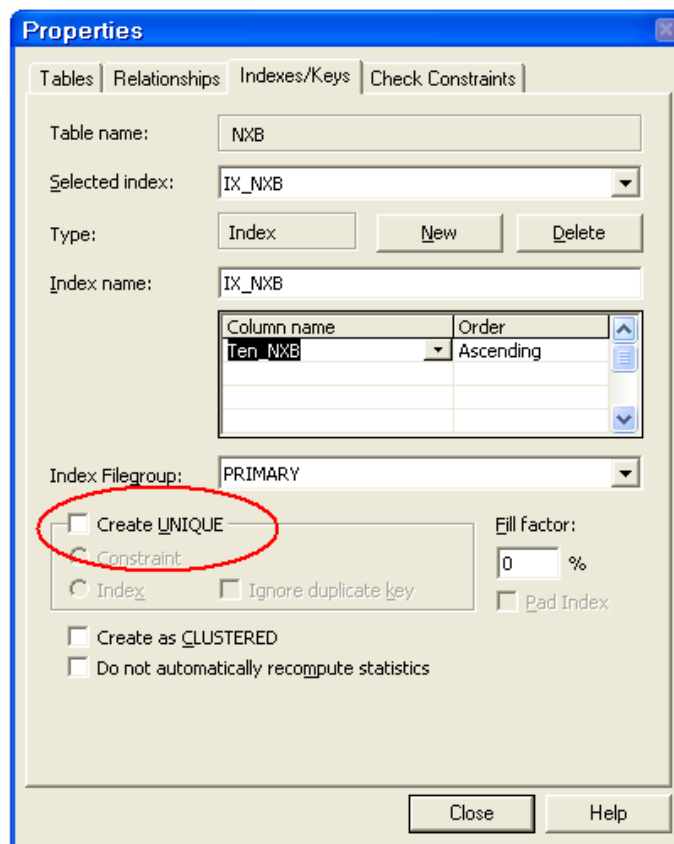 Properties
Tables Relationships Indexes/Keys Check Constraints
Table name: NXB
Selected index: IX_NXB
Type: Index New Delete
Index name: IX_NXB
Column name Order
Ten_NXB Ascending
Index Filegroup: PRIMARY
Create UNIQUE Fill factor:
Constraint 0 %
Index Ignore duplicate key Pad Index
Create as CLUSTERED
Do not automatically recompute statistics
Close Help